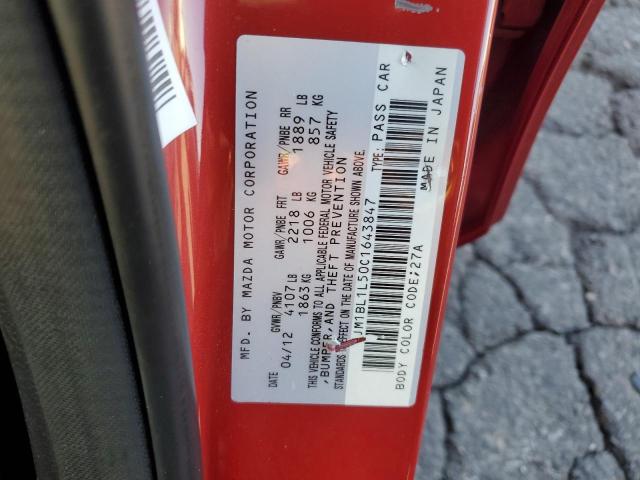 MFD. BY MAZDA MOTOR CORPORATION
DATE GVWR/PNBV GAWR/PNBE FRT GAWR/PNBE RR
04/12 4107 LB 2218 LB 1889 LB
1863 KG 1006 KG 857 KG
THIS VEHICLE CONFORMS TO ALL APPLICABLE FEDERAL MOTOR VEHICLE SAFETY
,BUMPER, AND THEFT PREVENTION
STANDARDS IN EFFECT ON THE DATE OF MANUFACTURE SHOWN ABOVE.
JM1BL1L50C1643847 TYPE: PASS CAR
BODY COLOR CODE:27A MADE IN JAPAN